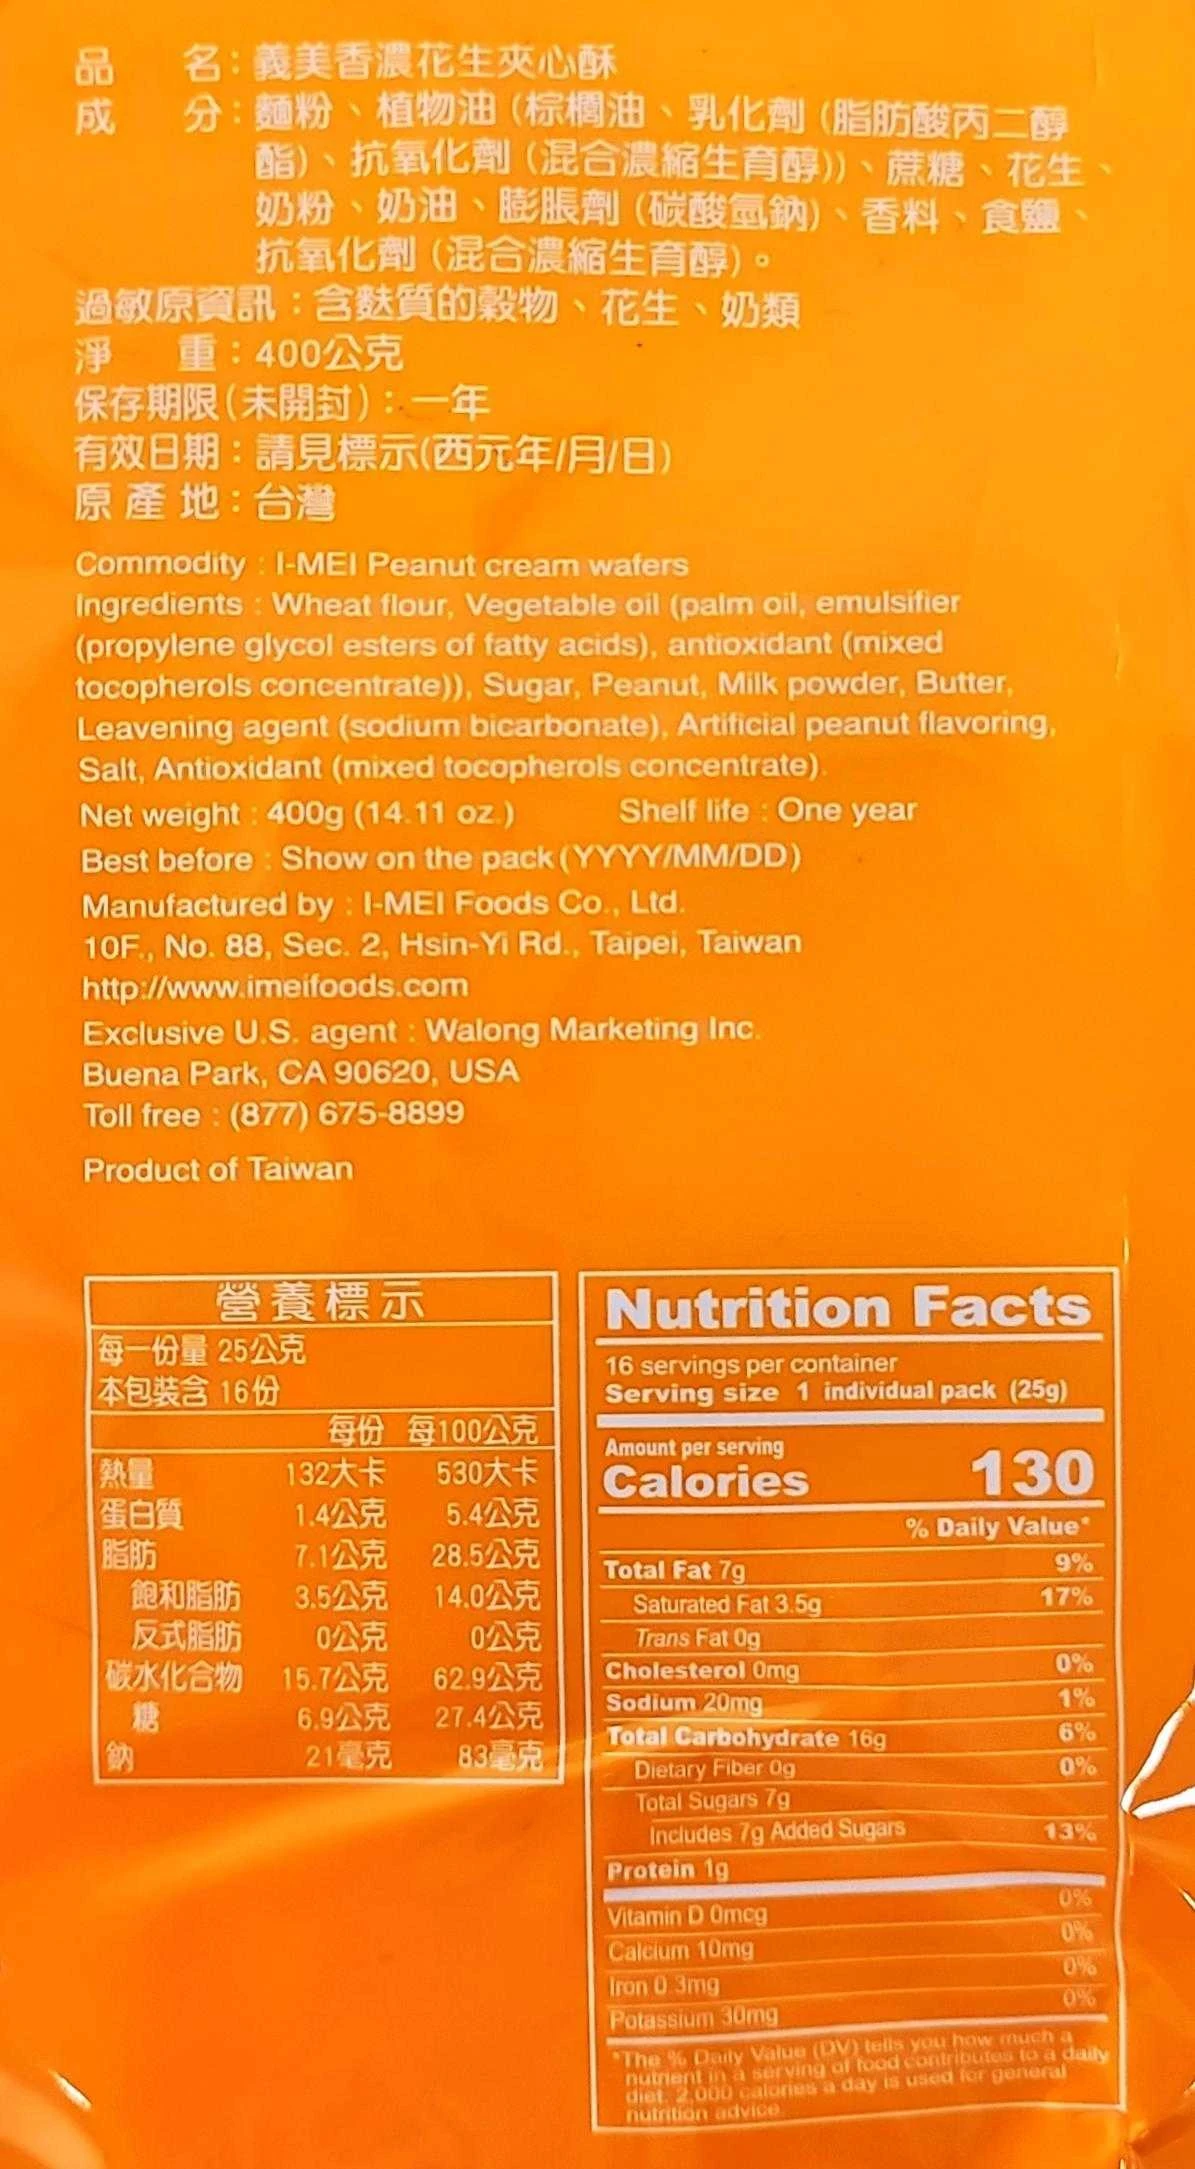 品 名：義美香濃花生夾心酥
成 分：麵粉、植物油 (棕櫚油、乳化劑 (脂肪酸丙二醇
酯)、抗氧化劑 (混合濃縮生育醇))、蔗糖、花生、
奶粉、奶油、膨脹劑 (碳酸氫鈉)、香料、食鹽、
抗氧化劑 (混合濃縮生育醇)。
過敏原資訊：含麩質的穀物、花生、奶類
淨 重：400公克
保存期限(未開封)：一年
有效日期：請見標示(西元年/月/日)
原 產 地：台灣
Commodity : I-MEI Peanut cream wafers
Ingredients : Wheat flour, Vegetable oil (palm oil, emulsifier
(propylene glycol esters of fatty acids), antioxidant (mixed
tocopherols concentrate)), Sugar, Peanut, Milk powder, Butter,
Leavening agent (sodium bicarbonate), Artificial peanut flavoring,
Salt, Antioxidant (mixed tocopherols concentrate).
Net weight : 400g (14.11 oz.) Shelf life : One year
Best before : Show on the pack (YYYY/MM/DD)
Manufactured by : I-MEI Foods Co., Ltd.
10F., No. 88, Sec. 2, Hsin-Yi Rd., Taipei, Taiwan
http://www.imeifoods.com
Exclusive U.S. agent : Walong Marketing Inc.
Buena Park, CA 90620, USA
Toll free : (877) 675-8899
Product of Taiwan
營養標示
每一份量 25公克
本包裝含 16份
每份 每100公克
熱量 132大卡 530大卡
蛋白質 1.4公克 5.4公克
脂肪 7.1公克 28.5公克
飽和脂肪 3.5公克 14.0公克
反式脂肪 0公克 0公克
碳水化合物 15.7公克 62.9公克
糖 6.9公克 27.4公克
鈉 21毫克 83毫克
Nutrition Facts
16 servings per container
Serving size 1 individual pack (25g)
Amount per serving
Calories 130
% Daily Value*
Total Fat 7g 9%
Saturated Fat 3.5g 17%
Trans Fat 0g
Cholesterol 0mg 0%
Sodium 20mg 1%
Total Carbohydrate 16g 6%
Dietary Fiber 0g 0%
Total Sugars 7g
Includes 7g Added Sugars 13%
Protein 1g
Vitamin D 0mcg 0%
Calcium 10mg 0%
Iron 0.3mg 0%
Potassium 30mg 0%
*The % Daily Value (DV) tells you how much a
nutrient in a serving of food contributes to a daily
diet. 2,000 calories a day is used for general
nutrition advice.